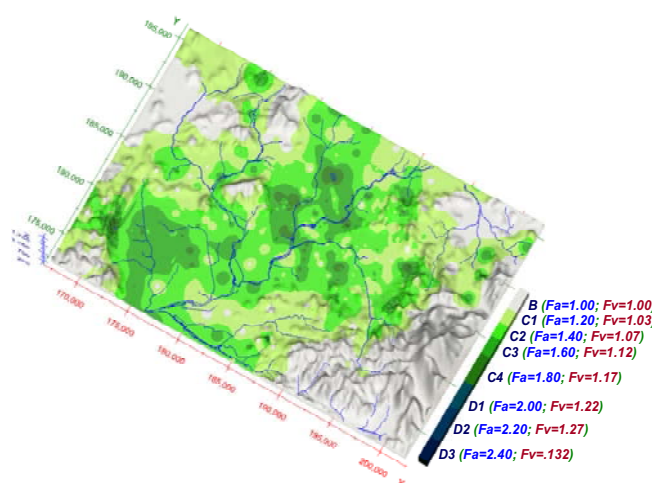 Y
195,000
190,000
185,000
180,000
175,000
170,000
175,000
180,000
185,000
190,000
195,000
200,000
B (Fa=1.00; Fv=1.00)
C1 (Fa=1.20; Fv=1.03)
C2 (Fa=1.40; Fv=1.07)
C3 (Fa=1.60; Fv=1.12)
C4 (Fa=1.80; Fv=1.17)
D1 (Fa=2.00; Fv=1.22)
D2 (Fa=2.20; Fv=1.27)
D3 (Fa=2.40; Fv=.132)